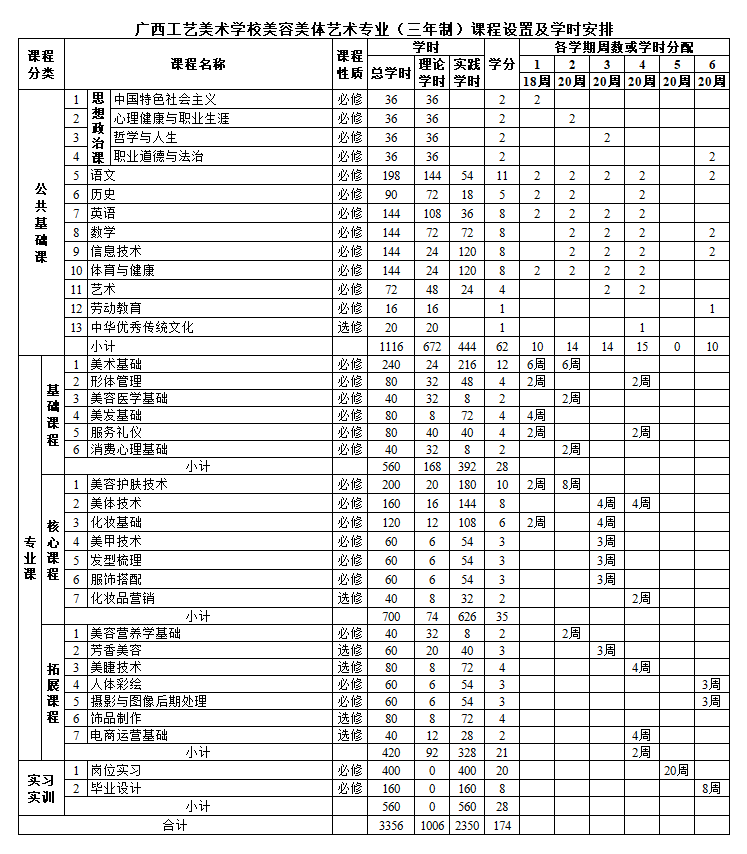 广西工艺美术学校美容美体艺术专业（三年制）课程设置及学时安排
课程分类 课程名称 课程性质 学时 学分 各学期周数或学时分配
总学时 理论学时 实践学时 1 2 3 4 5 6
18周 20周 20周 20周 20周 20周
公共基础课
思想政治课
1 中国特色社会主义 必修 36 36 2 2
2 心理健康与职业生涯 必修 36 36 2 2
3 哲学与人生 必修 36 36 2 2
4 职业道德与法治 必修 36 36 2 2
5 语文 必修 198 144 54 11 2 2 2 2 2
6 历史 必修 90 72 18 5 2 2 2
7 英语 必修 144 108 36 8 2 2 2 2
8 数学 必修 144 72 72 8 2 2 2 2
9 信息技术 必修 144 24 120 8 2 2 2 2
10 体育与健康 必修 144 24 120 8 2 2 2 2
11 艺术 必修 72 48 24 4 2 2
12 劳动教育 必修 16 16 1 1
13 中华优秀传统文化 选修 20 20 1 1
小计 1116 672 444 62 10 14 14 15 0 10
专业课
基础课程
1 美术基础 必修 240 24 216 12 6周 6周
2 形体管理 必修 80 32 48 4 2周 2周
3 美容医学基础 必修 40 32 8 2 2周
4 美发基础 必修 80 8 72 4 4周
5 服务礼仪 必修 80 40 40 4 2周 2周
6 消费心理基础 必修 40 32 8 2 2周
小计 560 168 392 28
核心课程
1 美容护肤技术 必修 200 20 180 10 2周 8周
2 美体技术 必修 160 16 144 8 4周 4周
3 化妆基础 必修 120 12 108 6 2周 4周
4 美甲技术 必修 60 6 54 3 3周
5 发型梳理 必修 60 6 54 3 3周
6 服饰搭配 必修 60 6 54 3 3周
7 化妆品营销 选修 40 8 32 2 2周
小计 700 74 626 35
拓展课程
1 美容营养学基础 必修 40 32 8 2 2周
2 芳香美容 选修 60 20 40 3 3周
3 美睫技术 选修 80 8 72 4 4周
4 人体彩绘 必修 60 6 54 3 3周
5 摄影与图像后期处理 必修 60 6 54 3 3周
6 饰品制作 选修 80 8 72 4
7 电商运营基础 选修 40 12 28 2 4周
小计 420 92 328 21 2周
实习实训
1 岗位实习 必修 400 0 400 20 20周
2 毕业设计 必修 160 0 160 8 8周
小计 560 0 560 28
合计 3356 1006 2350 174